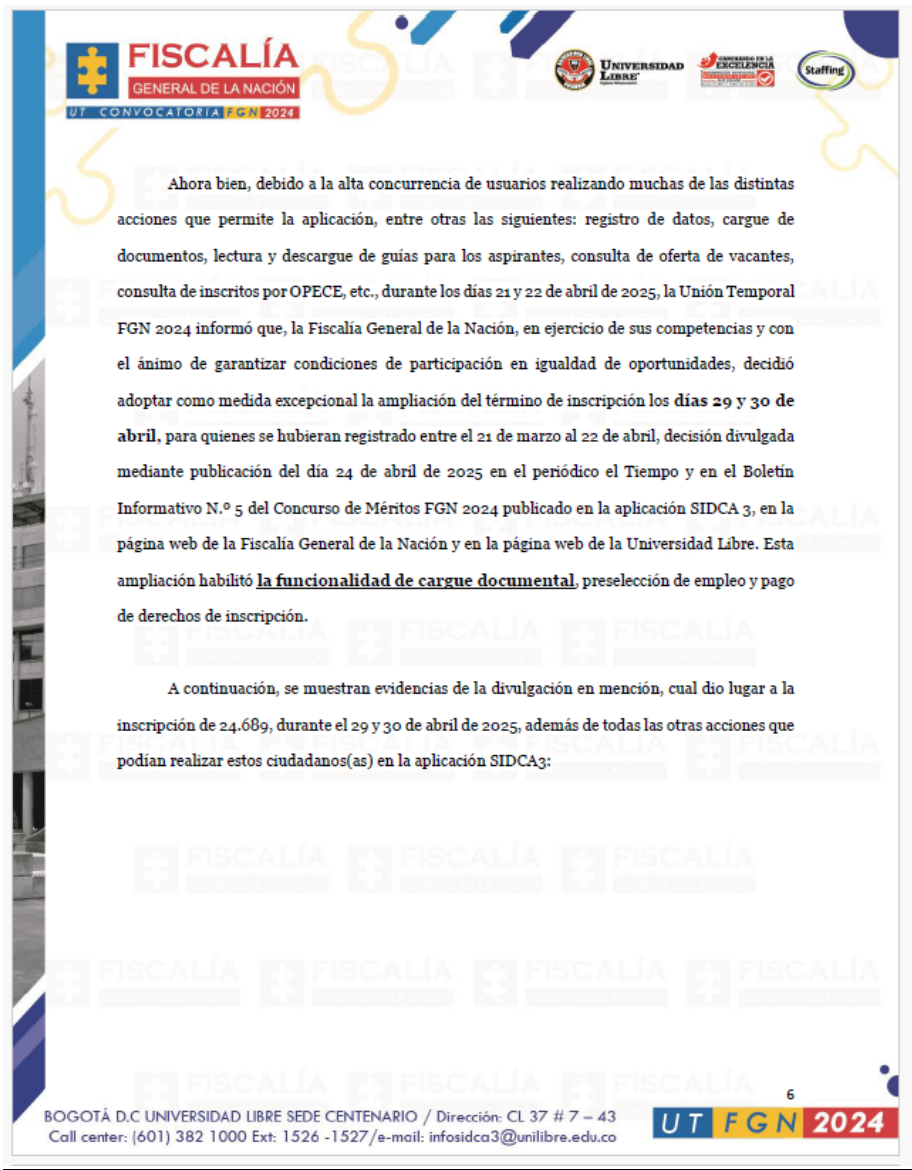 FISCALÍA
GENERAL DE LA NACIÓN
UT CONVOCATORIA FGN 2024
UNIVERSIDAD
LIBRE
CAMINANDO EN LA
EXCELENCIA
Staffing
Ahora bien, debido a la alta concurrencia de usuarios realizando muchas de las distintas
acciones que permite la aplicación, entre otras las siguientes: registro de datos, cargue de
documentos, lectura y descargue de guías para los aspirantes, consulta de oferta de vacantes,
consulta de inscritos por OPECE, etc., durante los días 21 y 22 de abril de 2025, la Unión Temporal
FGN 2024 informó que, la Fiscalía General de la Nación, en ejercicio de sus competencias y con
el ánimo de garantizar condiciones de participación en igualdad de oportunidades, decidió
adoptar como medida excepcional la ampliación del término de inscripción los días 29 y 30 de
abril, para quienes se hubieran registrado entre el 21 de marzo al 22 de abril, decisión divulgada
mediante publicación del día 24 de abril de 2025 en el periódico el Tiempo y en el Boletín
Informativo N.º 5 del Concurso de Méritos FGN 2024 publicado en la aplicación SIDCA 3, en la
página web de la Fiscalía General de la Nación y en la página web de la Universidad Libre. Esta
ampliación habilitó la funcionalidad de cargue documental, preselección de empleo y pago
de derechos de inscripción.
A continuación, se muestran evidencias de la divulgación en mención, cual dio lugar a la
inscripción de 24.689, durante el 29 y 30 de abril de 2025, además de todas las otras acciones que
podían realizar estos ciudadanos(as) en la aplicación SIDCA3:
6
BOGOTÁ D.C UNIVERSIDAD LIBRE SEDE CENTENARIO / Dirección: CL 37 # 7 – 43
Call center: (601) 382 1000 Ext: 1526 -1527/e-mail: infosidca3@unilibre.edu.co
UT FGN 2024